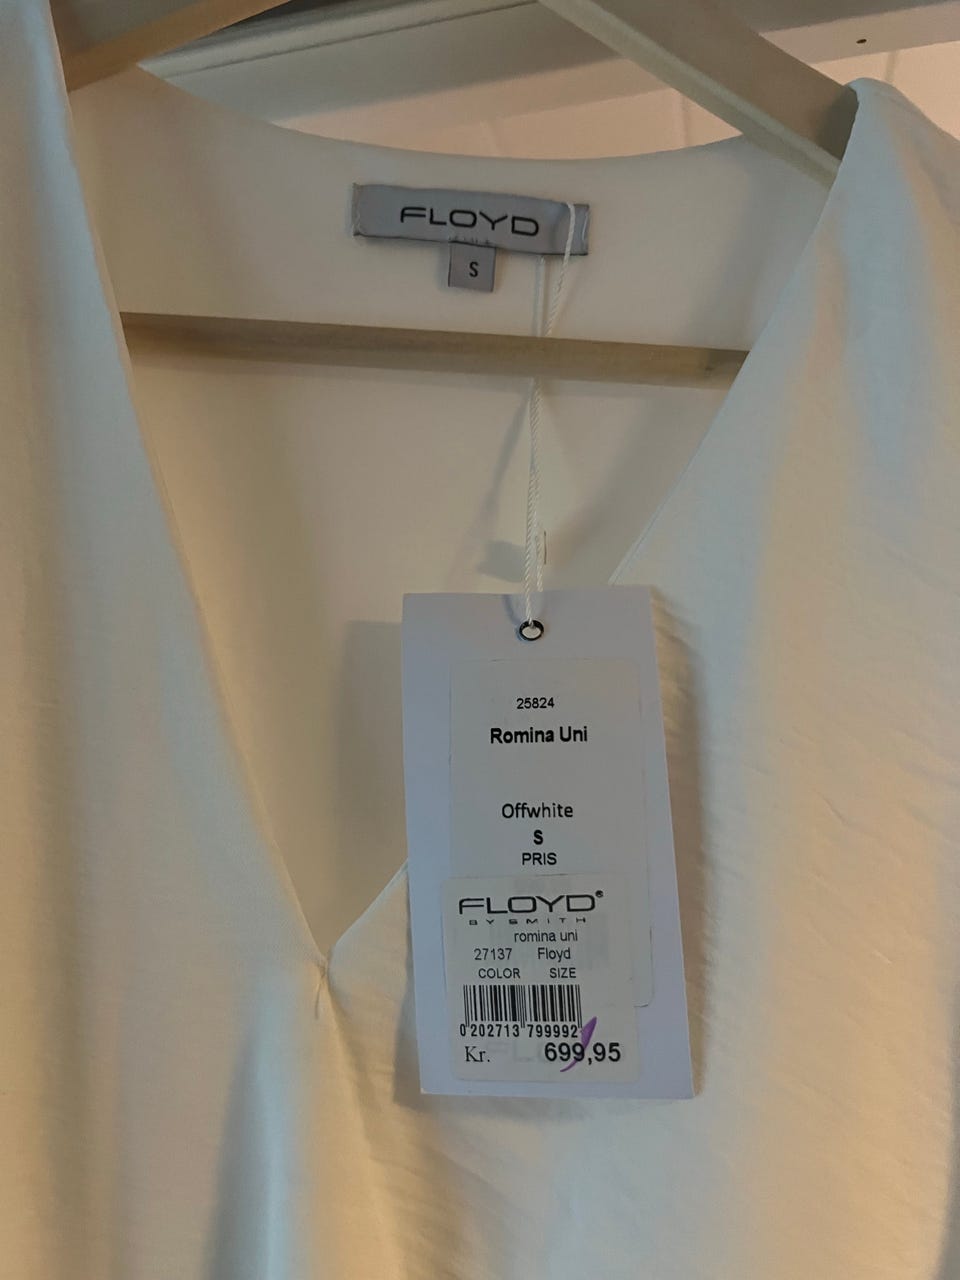 FLOYD
S
25824
Romina Uni
Offwhite
S
PRIS
FLOYD®
BY SMITH
romina uni
27137 Floyd
COLOR SIZE
0 202713 799992
Kr. 699,95